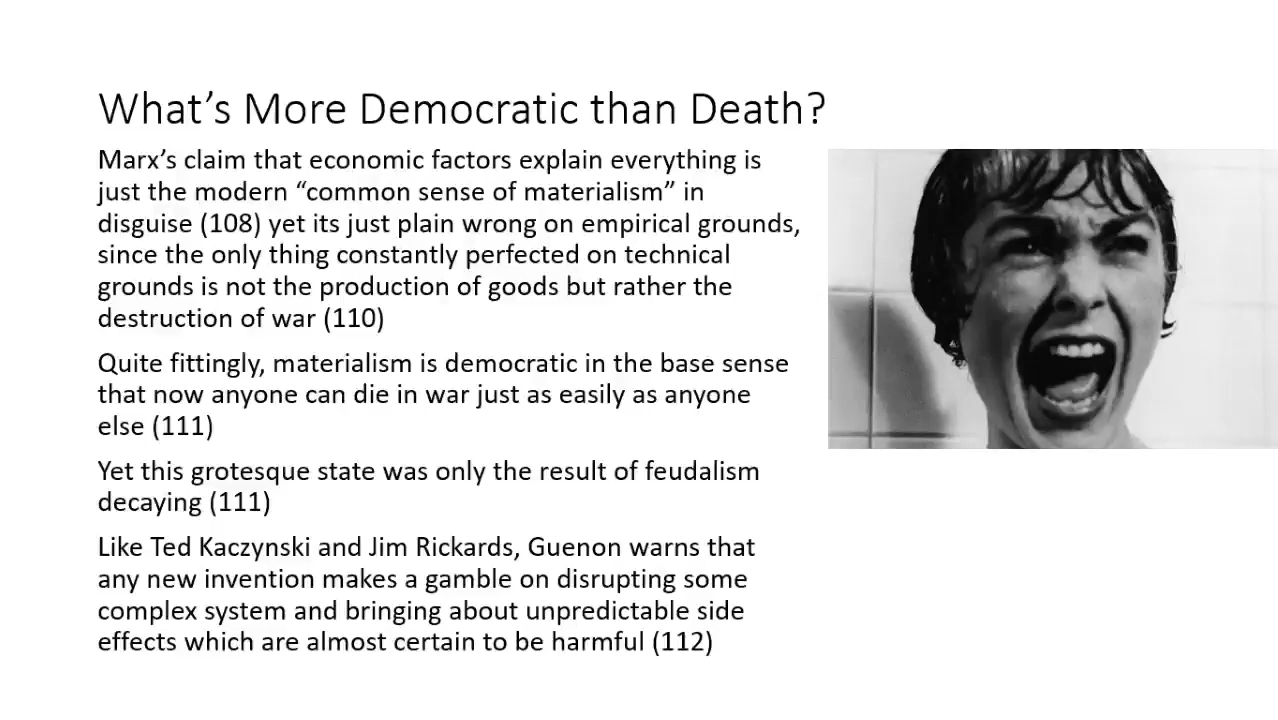 What’s More Democratic than Death?
Marx’s claim that economic factors explain everything is
just the modern “common sense of materialism” in
disguise (108) yet its just plain wrong on empirical grounds,
since the only thing constantly perfected on technical
grounds is not the production of goods but rather the
destruction of war (110)
Quite fittingly, materialism is democratic in the base sense
that now anyone can die in war just as easily as anyone
else (111)
Yet this grotesque state was only the result of feudalism
decaying (111)
Like Ted Kaczynski and Jim Rickards, Guenon warns that
any new invention makes a gamble on disrupting some
complex system and bringing about unpredictable side
effects which are almost certain to be harmful (112)